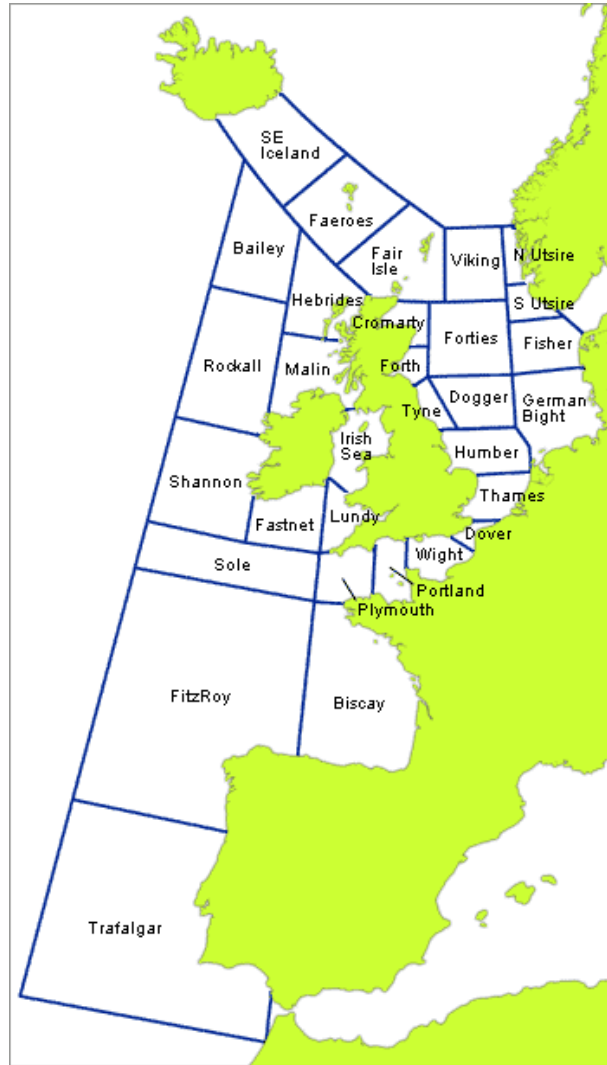 SE
Iceland
Faeroes
Bailey
Fair
Isle
Viking
N Utsire
Hebrides
S Utsire
Cromarty
Forties
Fisher
Rockall
Malin
Forth
Dogger
German
Bight
Tyne
Irish
Sea
Humber
Shannon
Thames
Fastnet
Lundy
Dover
Wight
Sole
Portland
Plymouth
FitzRoy
Biscay
Trafalgar